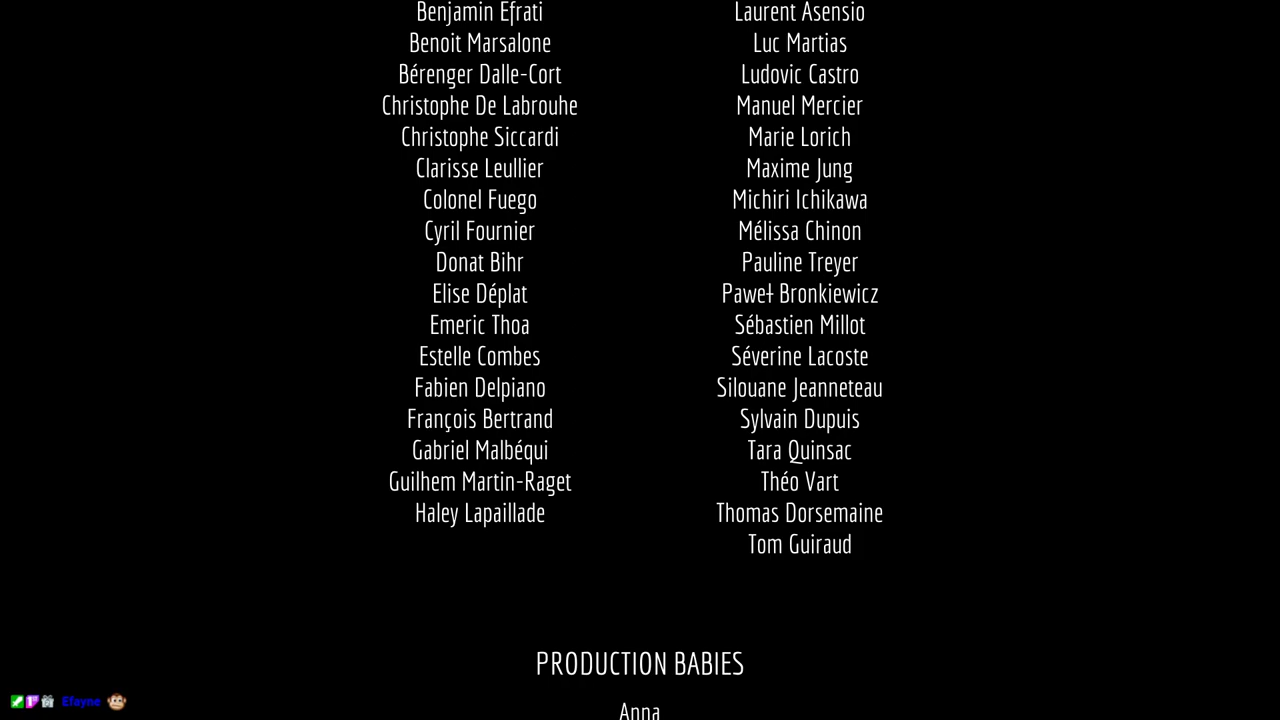 Benjamin Efrati
Benoit Marsalone
Bérenger Dalle-Cort
Christophe De Labrouhe
Christophe Siccardi
Clarisse Leullier
Colonel Fuego
Cyril Fournier
Donat Bihr
Elise Déplat
Emeric Thoa
Estelle Combes
Fabien Delpiano
François Bertrand
Gabriel Malbéqui
Guilhem Martin-Raget
Haley Lapaillade
Laurent Asensio
Luc Martias
Ludovic Castro
Manuel Mercier
Marie Lorich
Maxime Jung
Michiri Ichikawa
Mélissa Chinon
Pauline Treyer
Paweł Bronkiewicz
Sébastien Millot
Séverine Lacoste
Silouane Jeanneteau
Sylvain Dupuis
Tara Quinsac
Théo Vart
Thomas Dorsemaine
Tom Guiraud
PRODUCTION BABIES
Anna
Efayne